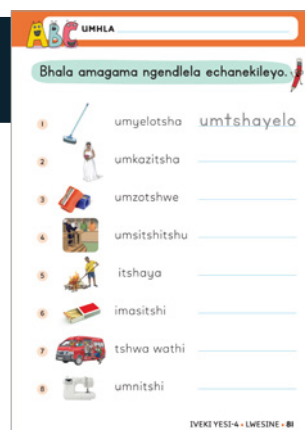 ABC UMHLA
Bhala amagama ngendlela echanekileyo.
1 umyelotsha umtshayelo
2 umkazitsha
3 umzotshwe
4 umsitshitshu
5 itshaya
6 imasitshi
7 tshwa wathi
8 umnitshi
IVEKI YESI-4 • LWESINE • 81